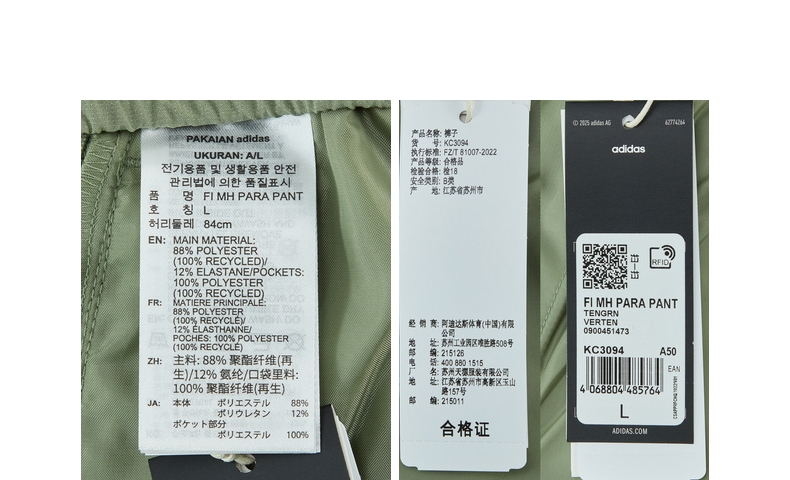 PAKAIAN adidas
UKURAN: A/L
전기용품 및 생활용품 안전
관리법에 의한 품질표시
품 명 FI MH PARA PANT
호 칭 L
허리둘레 84cm
EN: MAIN MATERIAL:
88% POLYESTER
(100% RECYCLED)/
12% ELASTANE/POCKETS:
100% POLYESTER
(100% RECYCLED)
FR: MATIERE PRINCIPALE:
88% POLYESTER
(100% RECYCLÉ)/
12% ÉLASTHANNE/
POCHES: 100% POLYESTER
(100% RECYCLÉ)
ZH: 主料: 88% 聚酯纤维(再
生)/12% 氨纶/口袋里料:
100% 聚酯纤维(再生)
JA: 本体 ポリエステル 88%
ポリウレタン 12%
ポケット部分
ポリエステル 100%
产品名称: 裤子
货 号: KC3094
执行标准: FZ/T 81007-2022
产品等级: 合格品
检验合格: 检18
安全类别: B类
产 地: 江苏省苏州市
经 销 商: 阿迪达斯体育(中国)有限
公司
地 址: 苏州工业园区唯胜路508号
邮 编: 215126
电 话: 400 880 1515
厂 名: 苏州天源服装有限公司
地 址: 江苏省苏州市高新区玉山
路157号
邮 编: 215011
合格证
© 2025 adidas AG 62774264
adidas
RFID
FI MH PARA PANT
TENGRN
VERTEN
0900451473
KC3094 A50
EAN
4 068804 485764
L
ADIDAS.COM